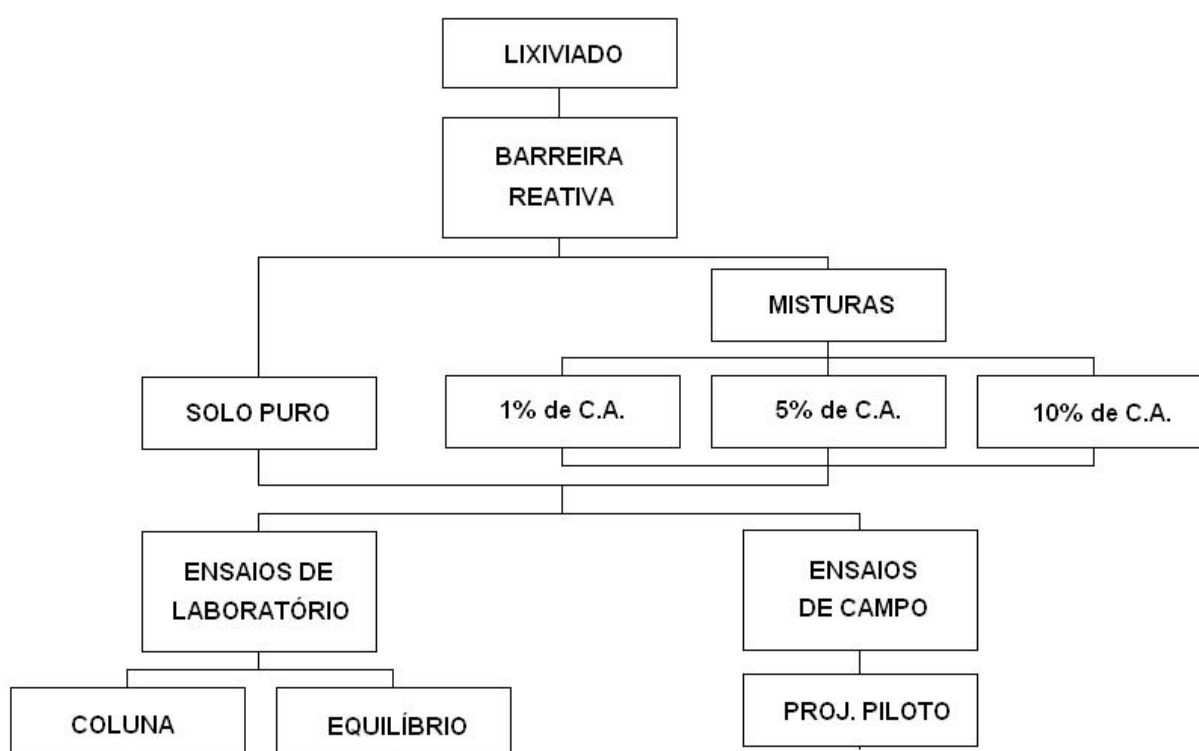 LIXIVIADO
BARREIRA
REATIVA
MISTURAS
SOLO PURO
1% de C.A.
5% de C.A.
10% de C.A.
ENSAIOS DE
LABORATÓRIO
ENSAIOS
DE CAMPO
COLUNA
EQUILÍBRIO
PROJ. PILOTO